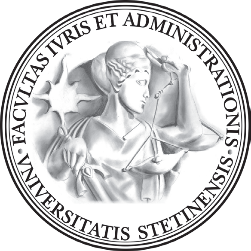 FACVLTAS IVRIS ET ADMINISTRATIONIS
VNIVERSITATIS STETINENSIS